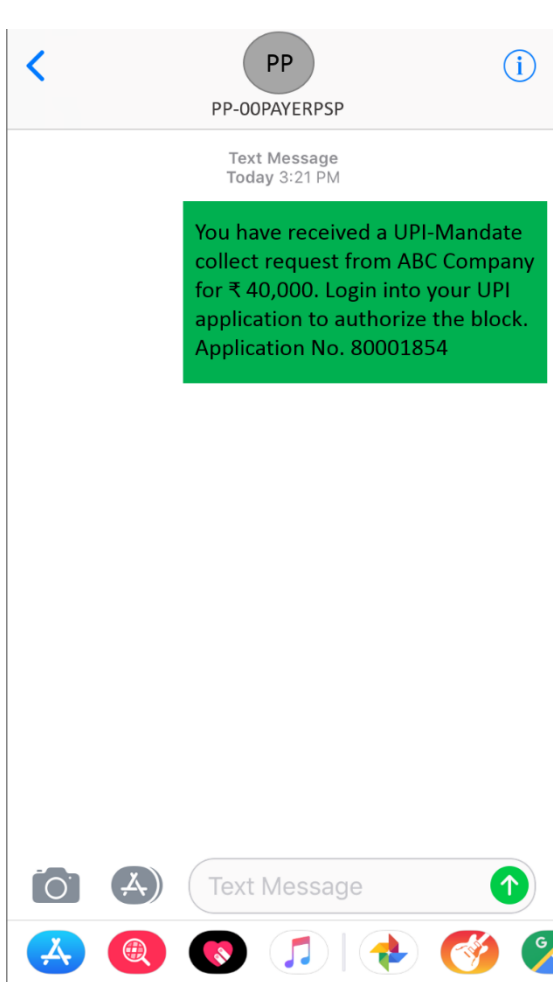 PP
PP-00PAYERPSP
Text Message
Today 3:21 PM
You have received a UPI-Mandate
collect request from ABC Company
for ₹ 40,000. Login into your UPI
application to authorize the block.
Application No. 80001854
Text Message
G